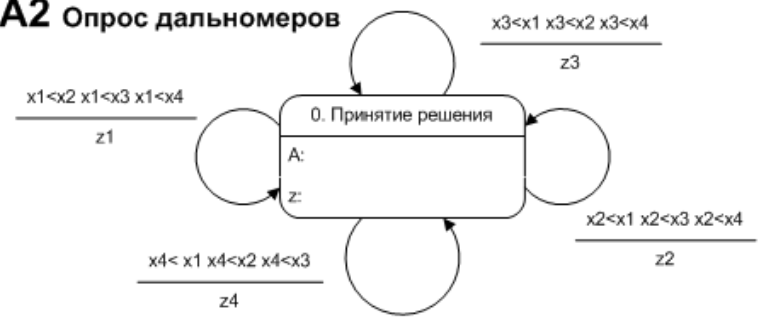 А2 Опрос дальномеров
x3<x1 x3<x2 x3<x4
z3
x1<x2 x1<x3 x1<x4
z1
0. Принятие решения
A:
z:
x2<x1 x2<x3 x2<x4
z2
x4< x1 x4<x2 x4<x3
z4